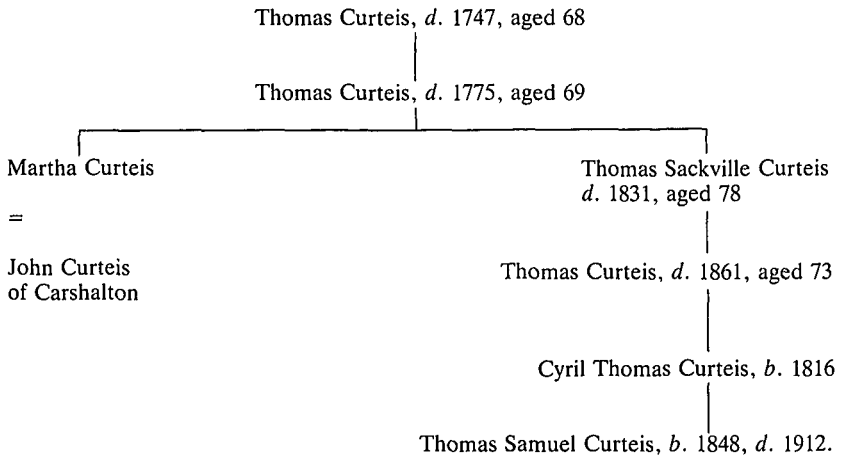 Thomas Curteis, d. 1747, aged 68
Thomas Curteis, d. 1775, aged 69
Martha Curteis
=
John Curteis
of Carshalton
Thomas Sackville Curteis
d. 1831, aged 78
Thomas Curteis, d. 1861, aged 73
Cyril Thomas Curteis, b. 1816
Thomas Samuel Curteis, b. 1848, d. 1912.